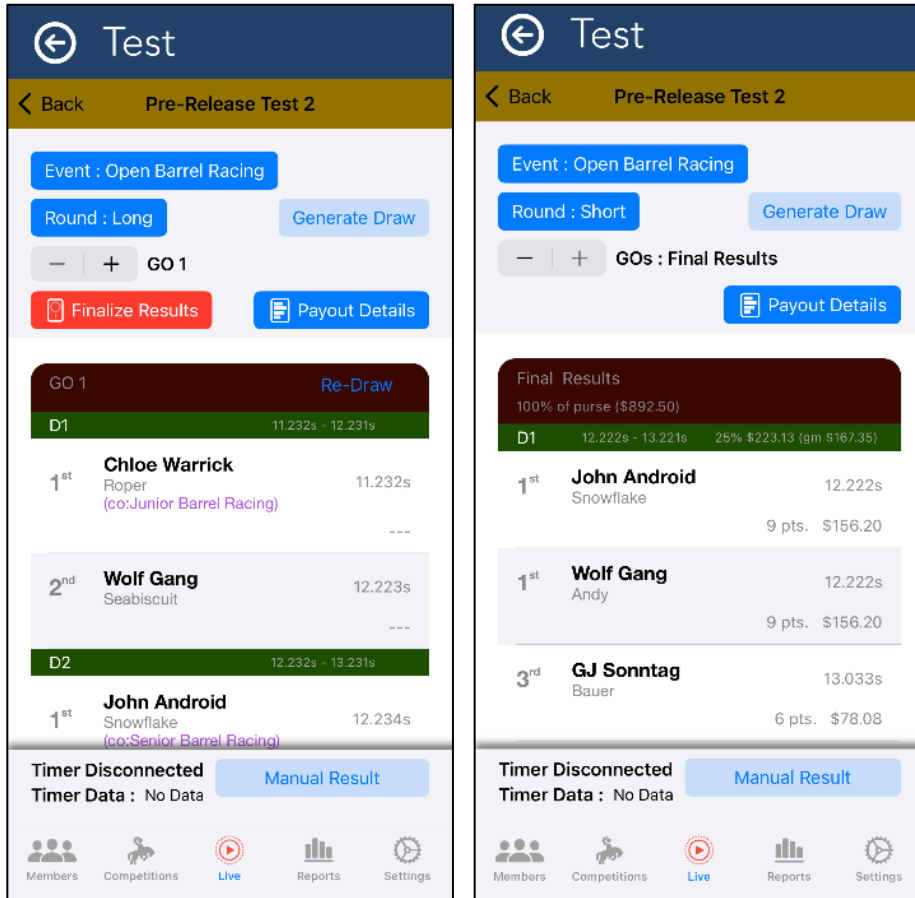 Test
Back Pre-Release Test 2
Event : Open Barrel Racing
Round : Long Generate Draw
− + GO 1
Finalize Results Payout Details
GO 1 Re-Draw
D1 11.232s - 12.231s
1st Chloe Warrick
Roper 11.232s
(co:Junior Barrel Racing)
---
2nd Wolf Gang
Seabiscuit 12.223s
---
D2 12.232s - 13.231s
1st John Android
Snowflake 12.234s
(co:Senior Barrel Racing)
Timer Disconnected Manual Result
Timer Data : No Data
Members Competitions Live Reports Settings
Test
Back Pre-Release Test 2
Event : Open Barrel Racing
Round : Short Generate Draw
− + GOs : Final Results
Payout Details
Final Results
100% of purse ($892.50)
D1 12.222s - 13.221s 25% $223.13 (gm $167.35)
1st John Android
Snowflake 12.222s
9 pts. $156.20
1st Wolf Gang
Andy 12.222s
9 pts. $156.20
3rd GJ Sonntag
Bauer 13.033s
6 pts. $78.08
Timer Disconnected Manual Result
Timer Data : No Data
Members Competitions Live Reports Settings